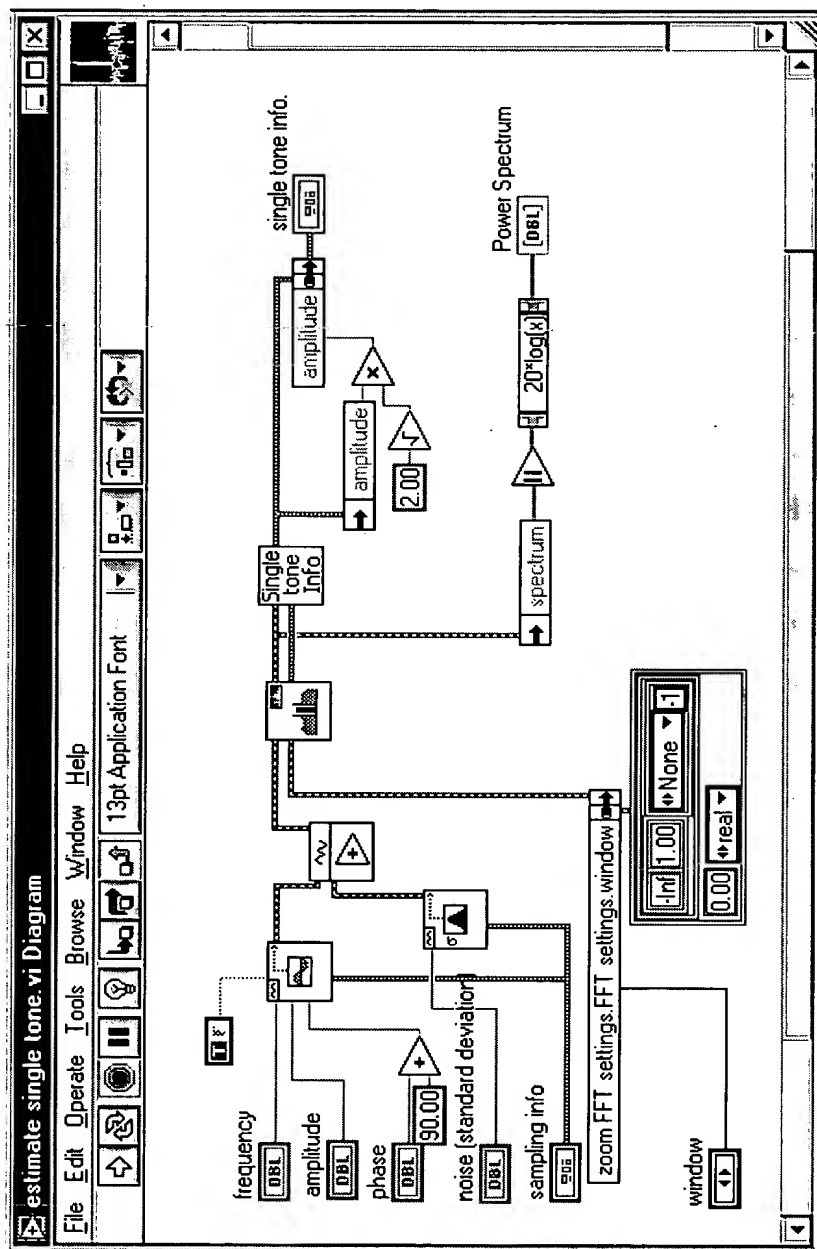 estimate single tone.vi Diagram
File Edit Operate Tools Browse Window Help
13pt Application Font
frequency
DBL
amplitude
DBL
phase
DBL
90.00
+
noise (standard deviation)
DBL
sampling info
window
T F
+
σ
zoom FFT settings.FFT settings.window
-Inf 1.00 None -1
0.00 real
Single
tone
Info
amplitude
2.00
√
x
amplitude
single tone info.
spectrum
20*log(x)
Power Spectrum
[DBL]